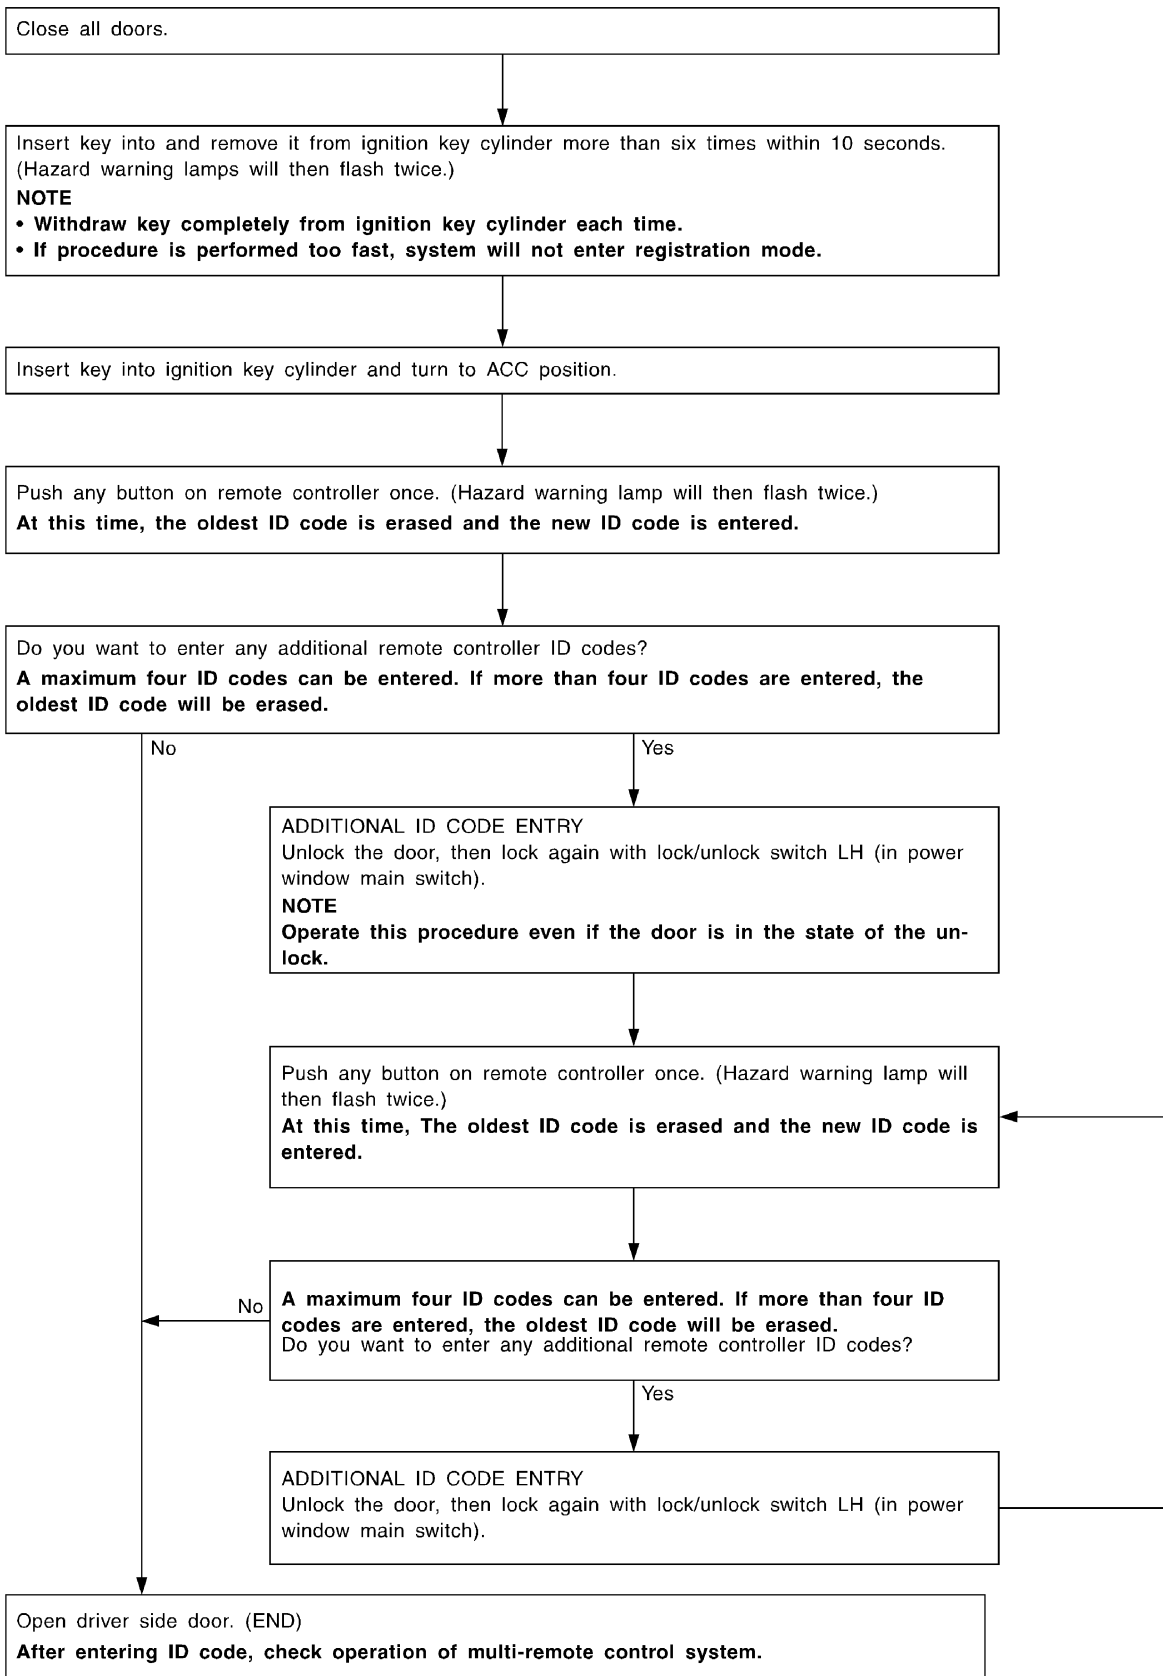 Close all doors.
Insert key into and remove it from ignition key cylinder more than six times within 10 seconds.
(Hazard warning lamps will then flash twice.)
NOTE
• Withdraw key completely from ignition key cylinder each time.
• If procedure is performed too fast, system will not enter registration mode.
Insert key into ignition key cylinder and turn to ACC position.
Push any button on remote controller once. (Hazard warning lamp will then flash twice.)
At this time, the oldest ID code is erased and the new ID code is entered.
Do you want to enter any additional remote controller ID codes?
A maximum four ID codes can be entered. If more than four ID codes are entered, the
oldest ID code will be erased.
No
Yes
ADDITIONAL ID CODE ENTRY
Unlock the door, then lock again with lock/unlock switch LH (in power
window main switch).
NOTE
Operate this procedure even if the door is in the state of the un-
lock.
Push any button on remote controller once. (Hazard warning lamp will
then flash twice.)
At this time, The oldest ID code is erased and the new ID code is
entered.
No
A maximum four ID codes can be entered. If more than four ID
codes are entered, the oldest ID code will be erased.
Do you want to enter any additional remote controller ID codes?
Yes
ADDITIONAL ID CODE ENTRY
Unlock the door, then lock again with lock/unlock switch LH (in power
window main switch).
Open driver side door. (END)
After entering ID code, check operation of multi-remote control system.